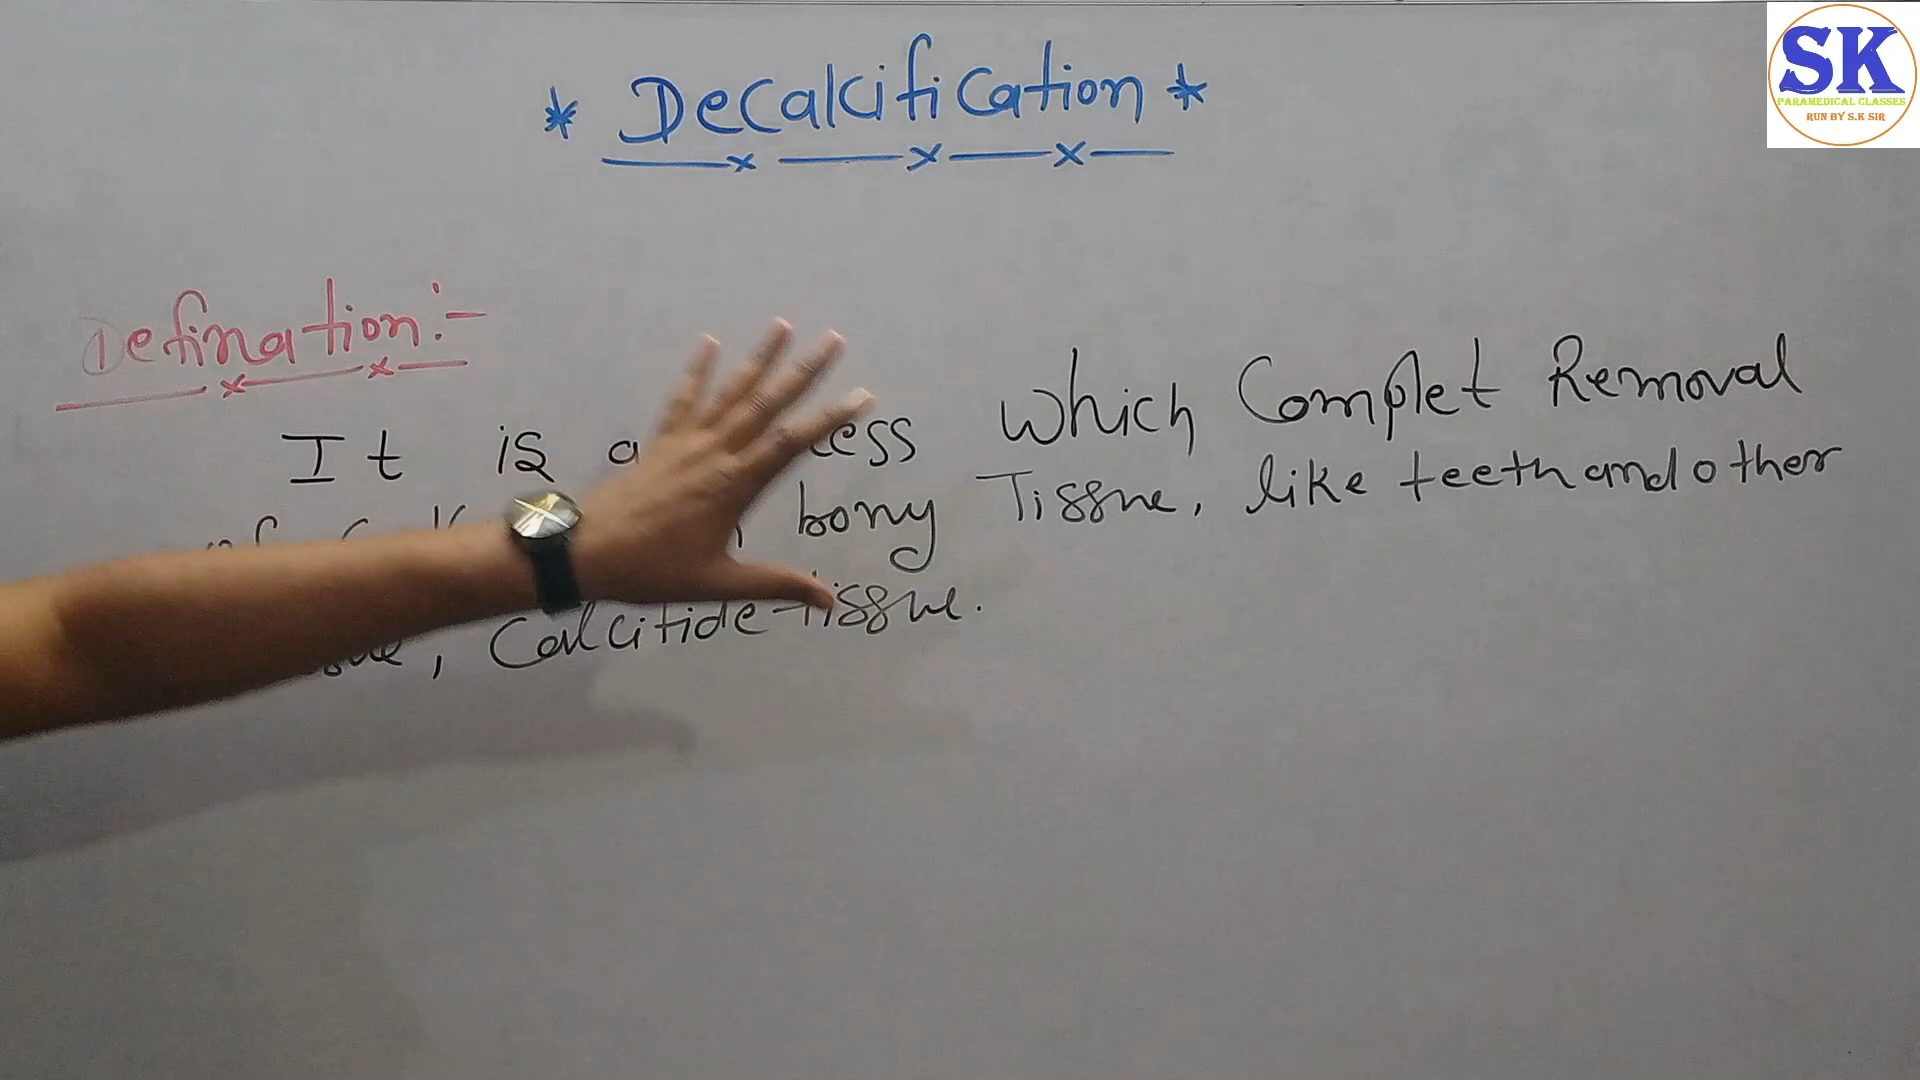 * Decalcification *
SK
PARAMEDICAL CLASSES
RUN BY S.K SIR
Defination:-
It is a which Complet Removal
bony Tissue, like teeth and other
, Calcitide-tissue.